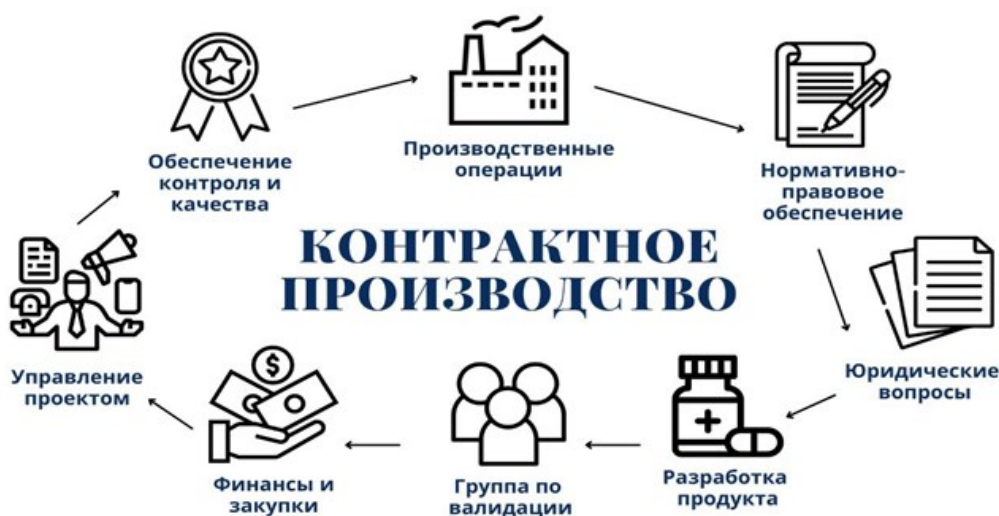 Обеспечение
контроля и
качества
Производственные
операции
Нормативно-
правовое
обеспечение
КОНТРАКТНОЕ
ПРОИЗВОДСТВО
Управление
проектом
$
Юридические
вопросы
Финансы и
закупки
Группа по
валидации
Разработка
продукта